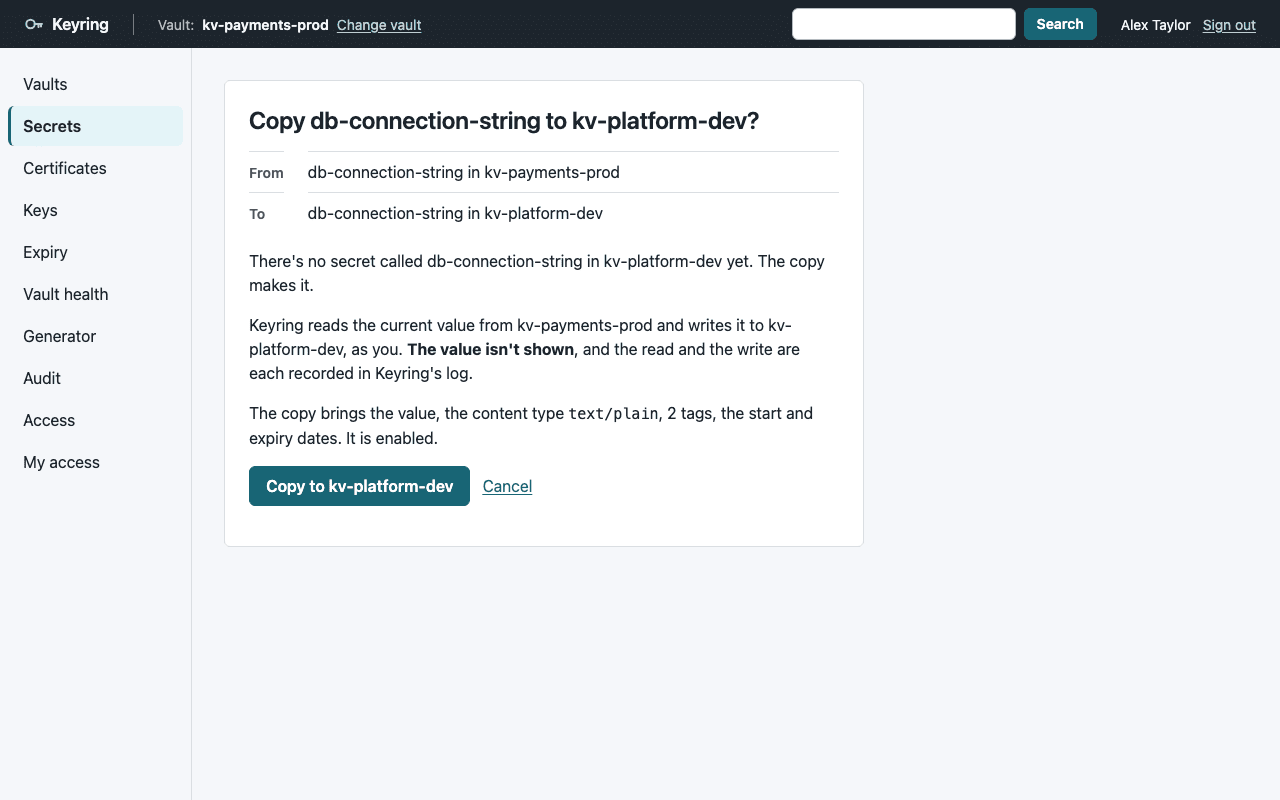 Keyring
Vault: kv-payments-prod Change vault
Search
Alex Taylor Sign out
Vaults
Secrets
Certificates
Keys
Expiry
Vault health
Generator
Audit
Access
My access
Copy db-connection-string to kv-platform-dev?
From db-connection-string in kv-payments-prod
To db-connection-string in kv-platform-dev
There's no secret called db-connection-string in kv-platform-dev yet. The copy
makes it.
Keyring reads the current value from kv-payments-prod and writes it to kv-
platform-dev, as you. The value isn't shown, and the read and the write are
each recorded in Keyring's log.
The copy brings the value, the content type text/plain, 2 tags, the start and
expiry dates. It is enabled.
Copy to kv-platform-dev Cancel